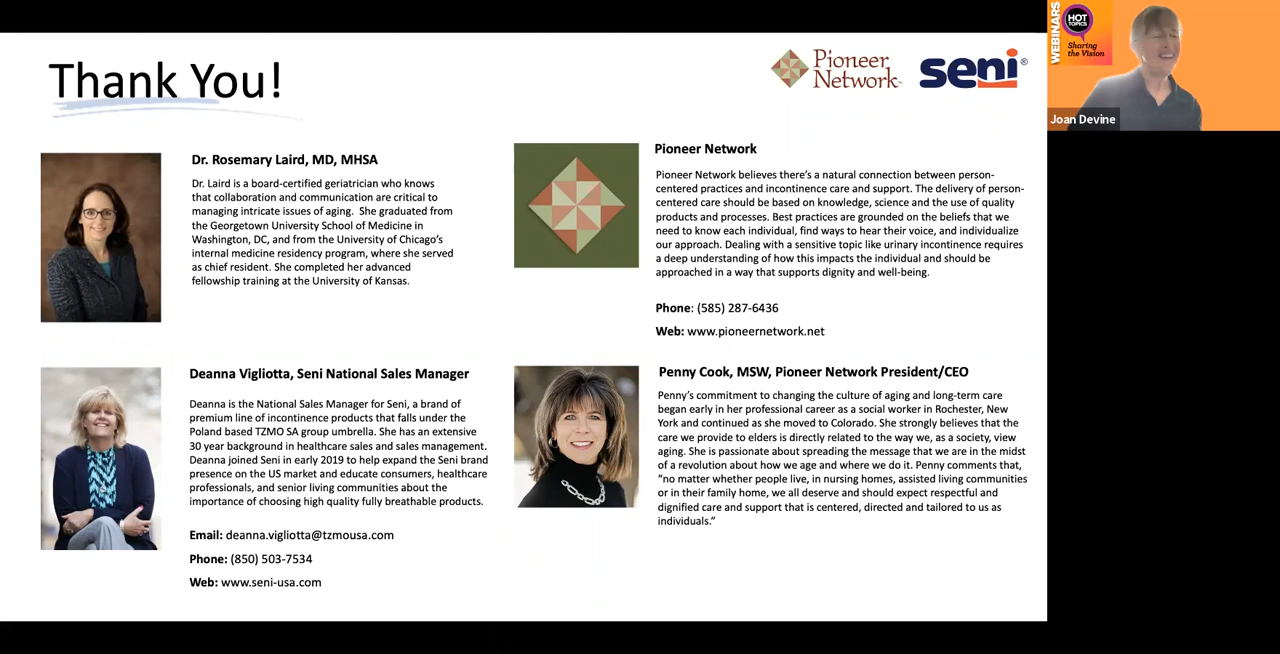 Thank You!
Pioneer
Network
seni®
Dr. Rosemary Laird, MD, MHSA
Dr. Laird is a board-certified geriatrician who knows
that collaboration and communication are critical to
managing intricate issues of aging. She graduated from
the Georgetown University School of Medicine in
Washington, DC, and from the University of Chicago's
internal medicine residency program, where she served
as chief resident. She completed her advanced
fellowship training at the University of Kansas.
Pioneer Network
Pioneer Network believes there's a natural connection between person-
centered practices and incontinence care and support. The delivery of person-
centered care should be based on knowledge, science and the use of quality
products and processes. Best practices are grounded on the beliefs that we
need to know each individual, find ways to hear their voice, and individualize
our approach. Dealing with a sensitive topic like urinary incontinence requires
a deep understanding of how this impacts the individual and should be
approached in a way that supports dignity and well-being.
Phone: (585) 287-6436
Web: www.pioneernetwork.net
Deanna Vigliotta, Seni National Sales Manager
Deanna is the National Sales Manager for Seni, a brand of
premium line of incontinence products that falls under the
Poland based TZMO SA group umbrella. She has an extensive
30 year background in healthcare sales and sales management.
Deanna joined Seni in early 2019 to help expand the Seni brand
presence on the US market and educate consumers, healthcare
professionals, and senior living communities about the
importance of choosing high quality fully breathable products.
Email: deanna.vigliotta@tzmousa.com
Phone: (850) 503-7534
Web: www.seni-usa.com
Penny Cook, MSW, Pioneer Network President/CEO
Penny's commitment to changing the culture of aging and long-term care
began early in her professional career as a social worker in Rochester, New
York and continued as she moved to Colorado. She strongly believes that the
care we provide to elders is directly related to the way we, as a society, view
aging. She is passionate about spreading the message that we are in the midst
of a revolution about how we age and where we do it. Penny comments that,
"no matter whether people live, in nursing homes, assisted living communities
or in their family home, we all deserve and should expect respectful and
dignified care and support that is centered, directed and tailored to us as
individuals."
WEBINARS
HOT
TOPICS
Sharing
the Vision
Joan Devine